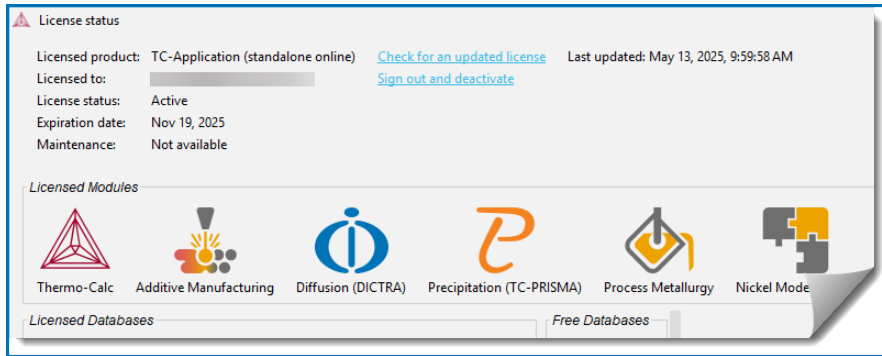 License status
Licensed product: TC-Application (standalone online) Check for an updated license Last updated: May 13, 2025, 9:59:58 AM
Licensed to: Sign out and deactivate
License status: Active
Expiration date: Nov 19, 2025
Maintenance: Not available
Licensed Modules
Thermo-Calc Additive Manufacturing Diffusion (DICTRA) Precipitation (TC-PRISMA) Process Metallurgy Nickel
Licensed Databases Free Databases